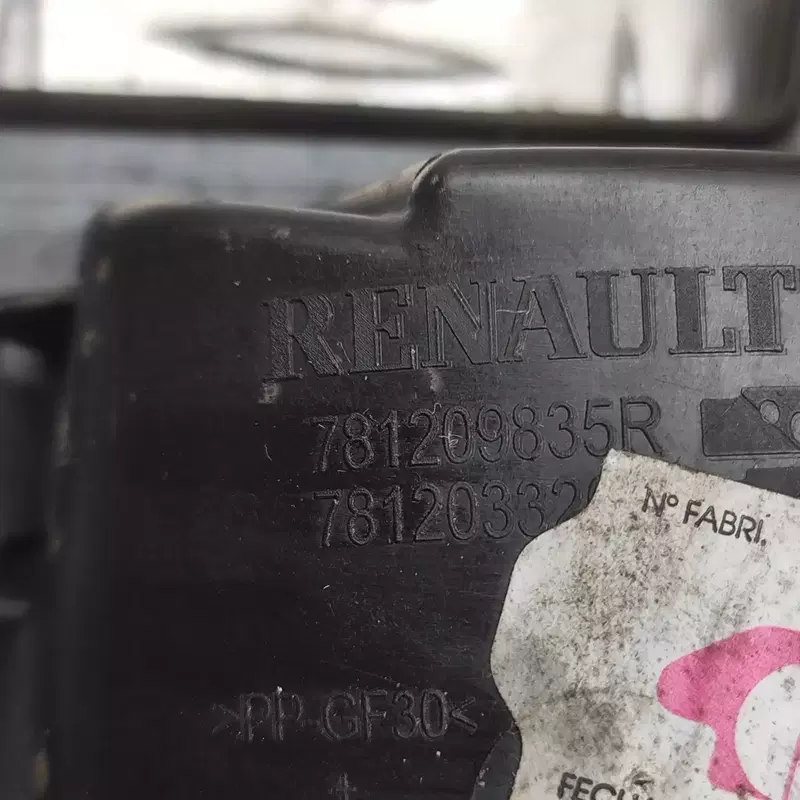 RENAULT
781209835R
N° FABRI.
>PP-GF30<